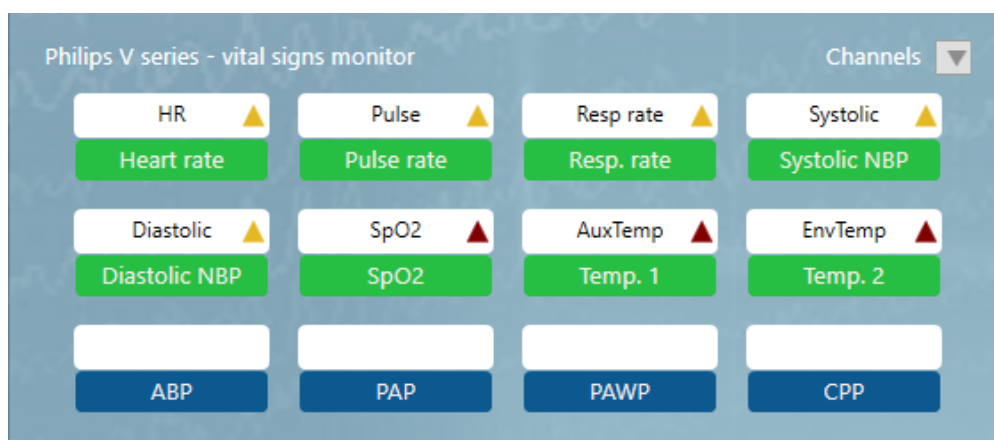 Philips V series - vital signs monitor Channels
HR Pulse Resp rate Systolic
Heart rate Pulse rate Resp. rate Systolic NBP
Diastolic SpO2 AuxTemp EnvTemp
Diastolic NBP SpO2 Temp. 1 Temp. 2
ABP PAP PAWP CPP